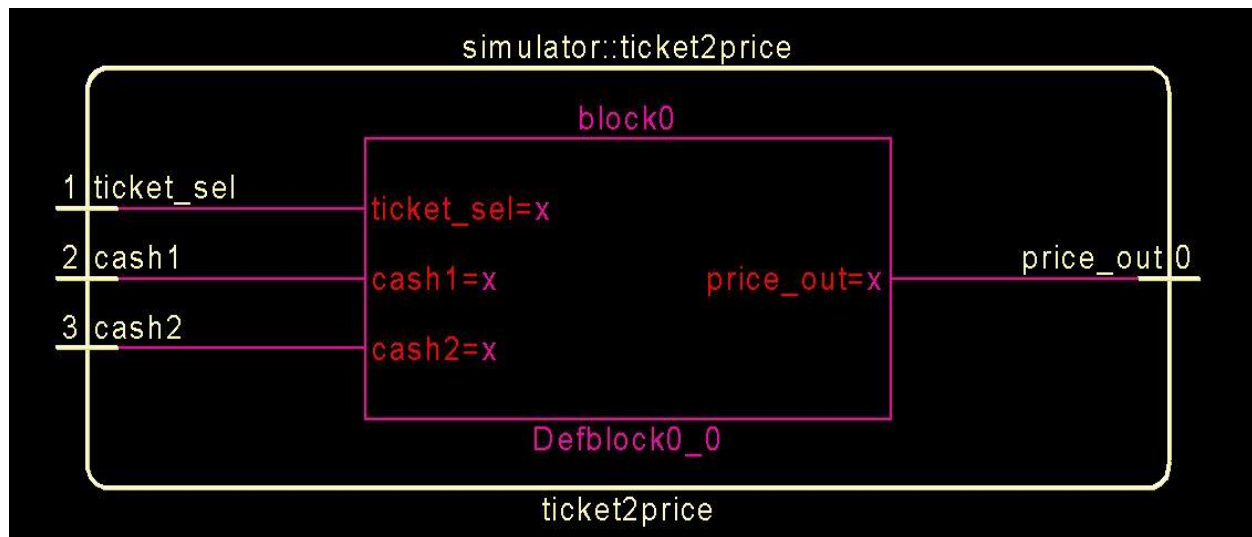 simulator::ticket2price
block0
1 ticket_sel
ticket_sel=x
2 cash1
cash1=x
price_out=x
price_out 0
3 cash2
cash2=x
Defblock0_0
ticket2price